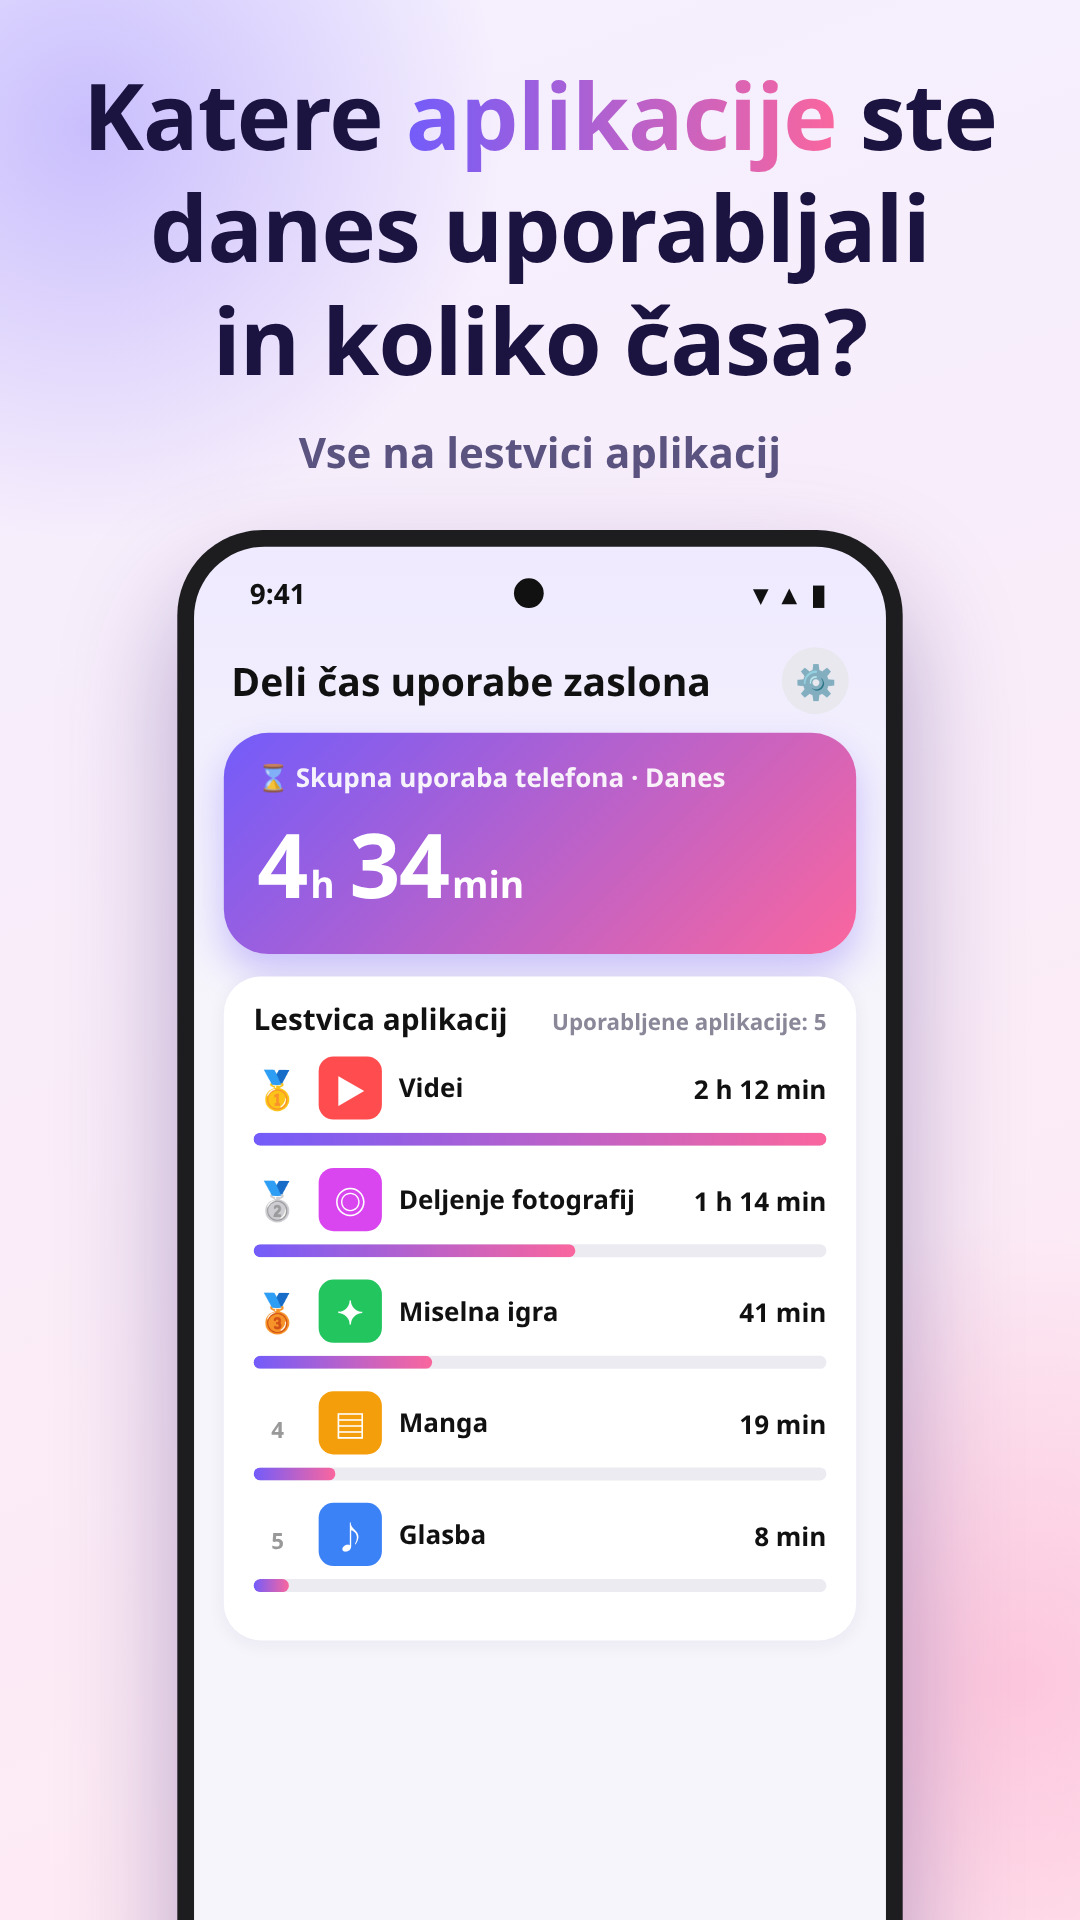 Katere aplikacije ste
danes uporabljali
in koliko časa?
Vse na lestvici aplikacij
9:41
Deli čas uporabe zaslona
⌛ Skupna uporaba telefona · Danes
4h 34min
Lestvica aplikacij Uporabljene aplikacije: 5
🥇 Videi 2 h 12 min
🥈 Deljenje fotografij 1 h 14 min
🥉 Miselna igra 41 min
4 Manga 19 min
5 Glasba 8 min